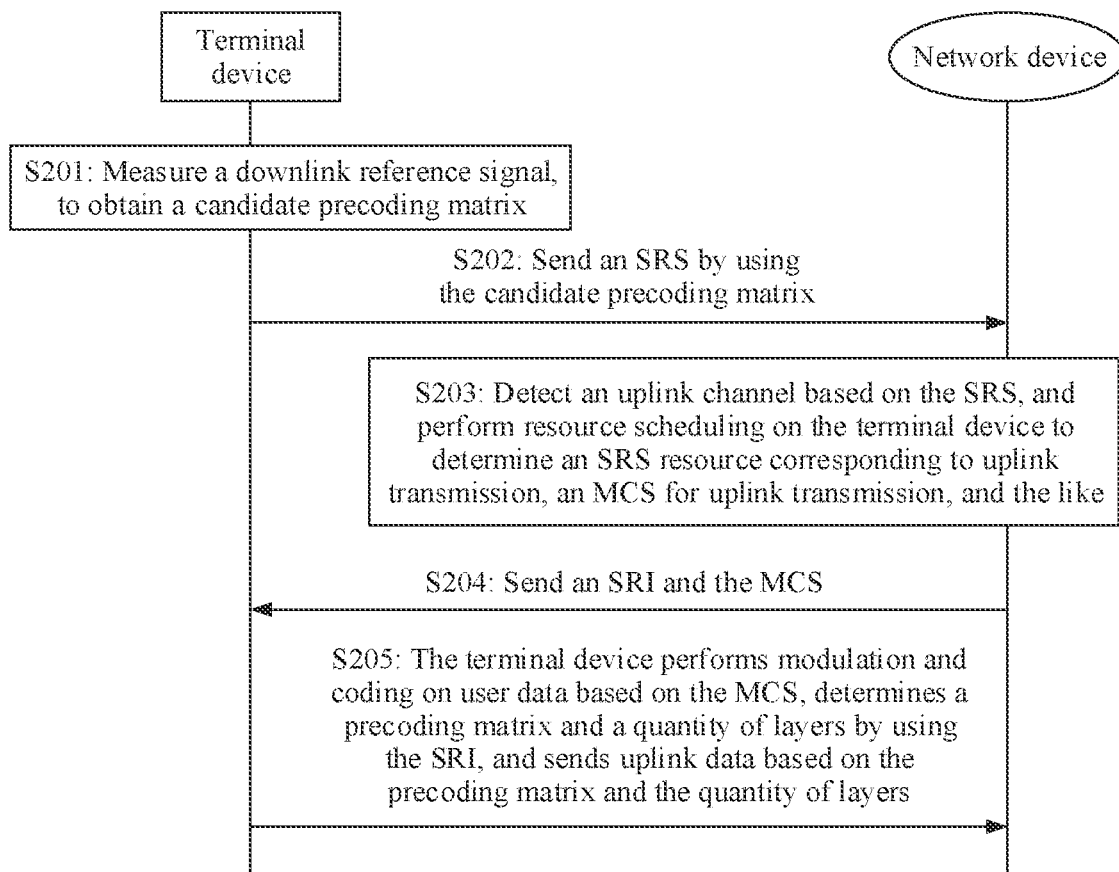 Terminal
device
Network device
S201: Measure a downlink reference signal,
to obtain a candidate precoding matrix
S202: Send an SRS by using
the candidate precoding matrix
S203: Detect an uplink channel based on the SRS, and
perform resource scheduling on the terminal device to
determine an SRS resource corresponding to uplink
transmission, an MCS for uplink transmission, and the like
S204: Send an SRI and the MCS
S205: The terminal device performs modulation and
coding on user data based on the MCS, determines a
precoding matrix and a quantity of layers by using
the SRI, and sends uplink data based on the
precoding matrix and the quantity of layers